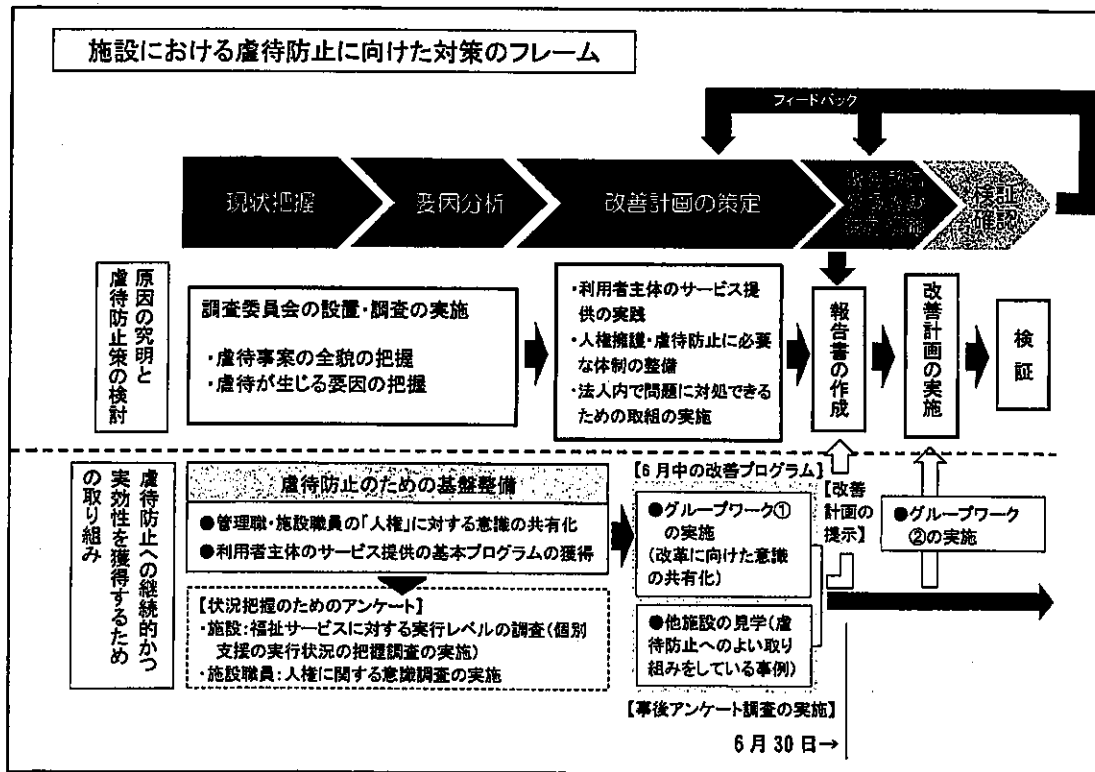 施設における虐待防止に向けた対策のフレーム
フィードバック
現状把握
要因分析
改善計画の策定
検証
確認
原因の究明と
虐待防止策の検討
調査委員会の設置・調査の実施
・虐待事案の全貌の把握
・虐待が生じる要因の把握
・利用者主体のサービス提
供の実践
・人権擁護・虐待防止に必要
な体制の整備
・法人内で問題に対処できる
ための取組の実施
報告書の作成
改善計画の実施
検証
虐待防止への継続的かつ
実効性を獲得するため
の取り組み
虐待防止のための基盤整備
●管理職・施設職員の「人権」に対する意識の共有化
●利用者主体のサービス提供の基本プログラムの獲得
【状況把握のためのアンケート】
・施設:福祉サービスに対する実行レベルの調査(個別
支援の実行状況の把握調査の実施)
・施設職員:人権に関する意識調査の実施
【6月中の改善プログラム】
●グループワーク①
の実施
(改革に向けた意識
の共有化)
●他施設の見学(虐
待防止へのよい取り
組みをしている事例)
【事後アンケート調査の実施】
【改善
計画の
提示】
●グループワーク
②の実施
6月30日→